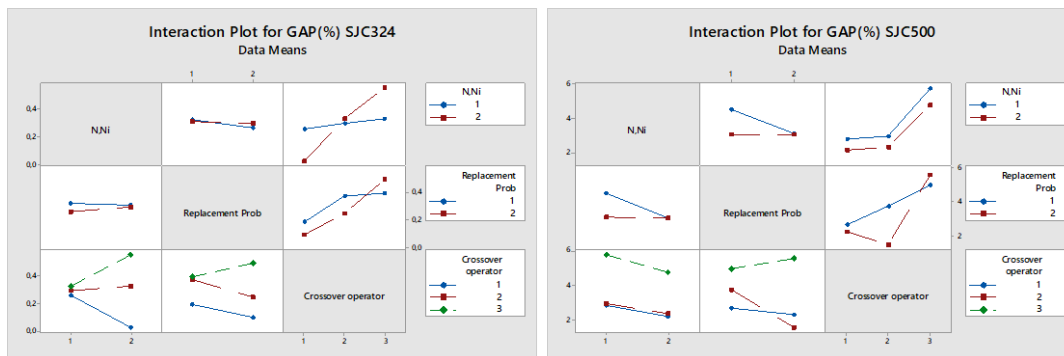 Interaction Plot for GAP(%) SJC324
Data Means
1 2
0,4
0,2
0,0
N,Ni
N,Ni
1
2
Replacement Prob
0,4
0,2
0,0
Replacement
Prob
1
2
0,4
0,2
0,0
Crossover operator
Crossover
operator
1
2
3
1 2 1 2 3
Interaction Plot for GAP(%) SJC500
Data Means
1 2
6
4
2
N,Ni
N,Ni
1
2
Replacement Prob
6
4
2
Replacement
Prob
1
2
6
4
2
Crossover operator
Crossover
operator
1
2
3
1 2 1 2 3